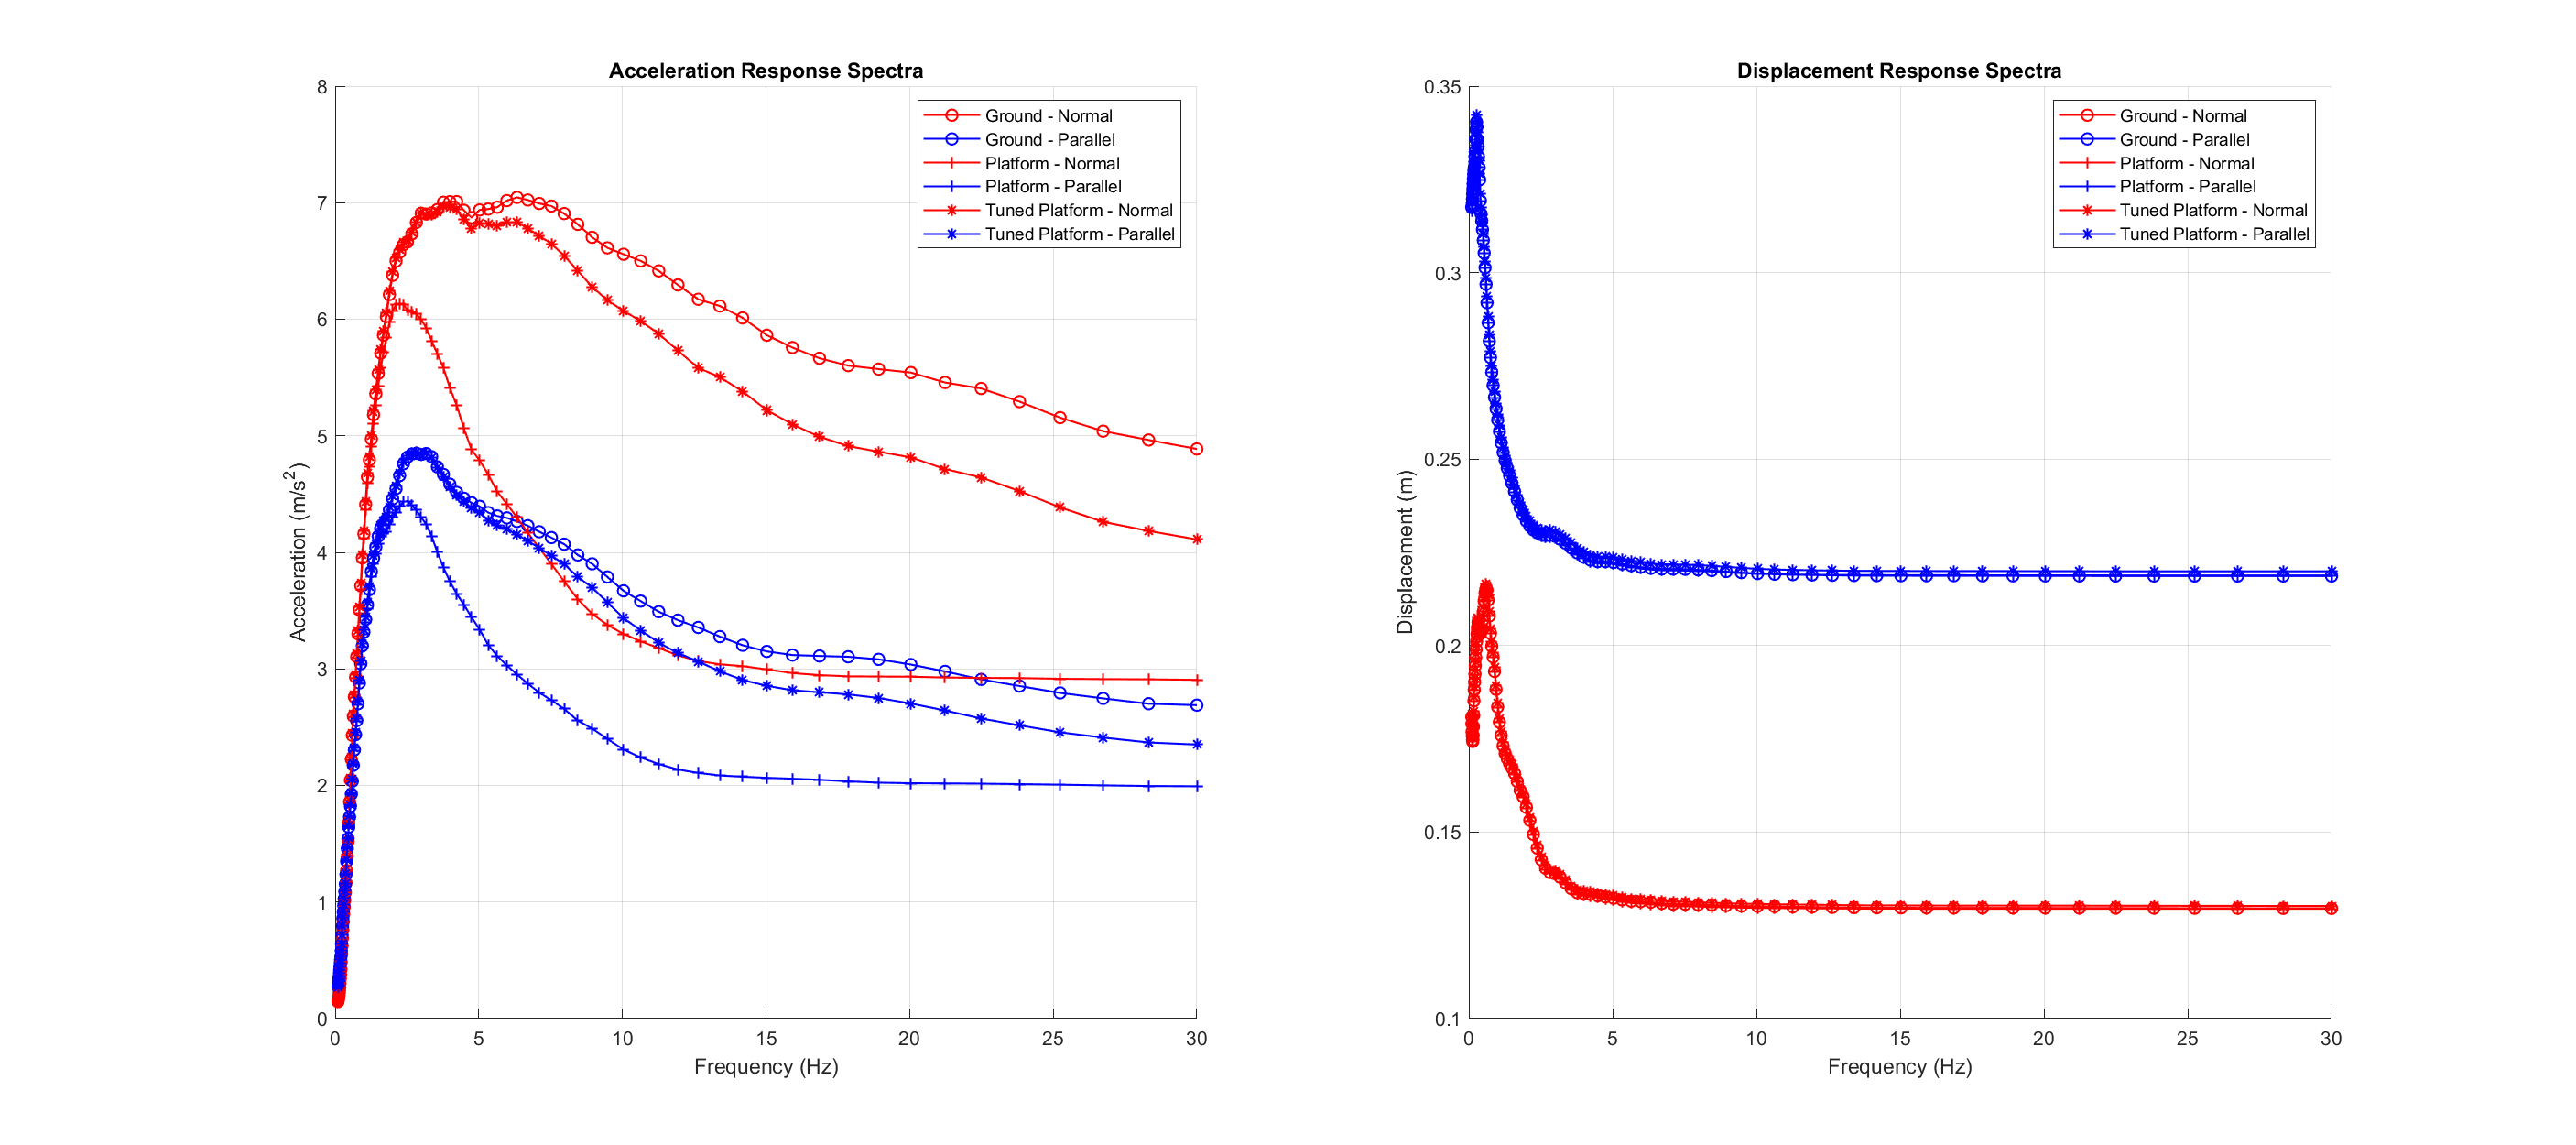 Acceleration Response Spectra
8
7
6
5
4
3
2
1
0
Acceleration (m/s²)
0 5 10 15 20 25 30
Frequency (Hz)
Ground - Normal
Ground - Parallel
Platform - Normal
Platform - Parallel
Tuned Platform - Normal
Tuned Platform - Parallel
Displacement Response Spectra
0.35
0.3
0.25
0.2
0.15
0.1
Displacement (m)
0 5 10 15 20 25 30
Frequency (Hz)
Ground - Normal
Ground - Parallel
Platform - Normal
Platform - Parallel
Tuned Platform - Normal
Tuned Platform - Parallel